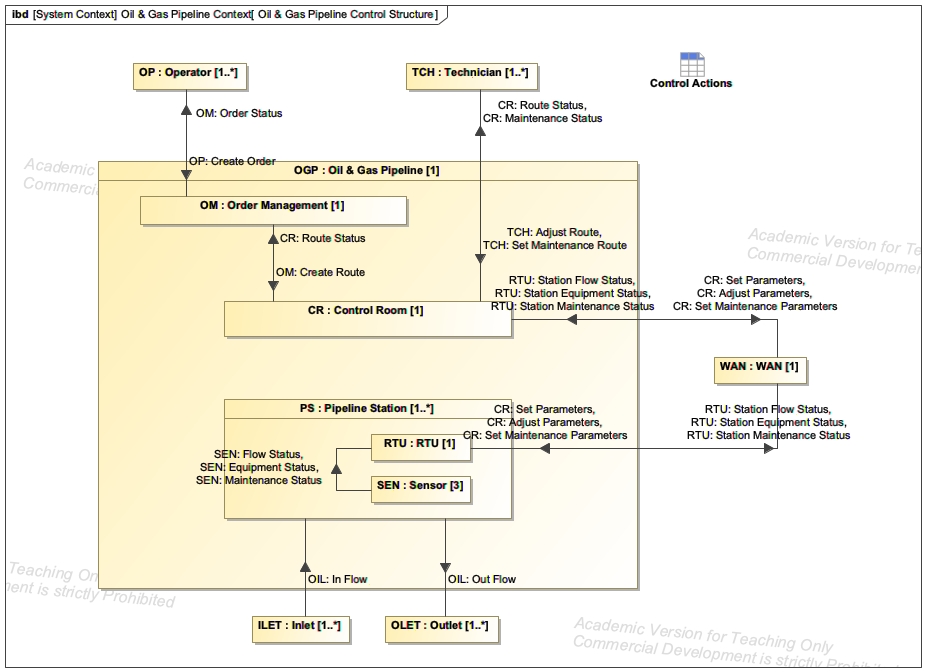 ibd [System Context] Oil & Gas Pipeline Context[ Oil & Gas Pipeline Control Structure ]
OP : Operator [1..*]
TCH : Technician [1..*]
Control Actions
OM: Order Status
CR: Route Status,
CR: Maintenance Status
OP: Create Order
Academic
Commercial
OGP : Oil & Gas Pipeline [1]
OM : Order Management [1]
CR: Route Status
TCH: Adjust Route,
TCH: Set Maintenance Route
Academic Version for Te
Commercial Developmen
OM: Create Route
RTU: Station Flow Status,
RTU: Station Equipment Status,
RTU: Station Maintenance Status
CR: Set Parameters,
CR: Adjust Parameters,
CR: Set Maintenance Parameters
CR : Control Room [1]
WAN : WAN [1]
PS : Pipeline Station [1..*]
CR: Set Parameters,
CR: Adjust Parameters,
CR: Set Maintenance Parameters
RTU: Station Flow Status,
RTU: Station Equipment Status,
RTU: Station Maintenance Status
RTU : RTU [1]
SEN: Flow Status,
SEN: Equipment Status,
SEN: Maintenance Status
SEN : Sensor [3]
OIL: In Flow
OIL: Out Flow
Teaching On
ment is strictly Prohibited
ILET : Inlet [1..*]
OLET : Outlet [1..*]
Academic Version for Teaching Only
Commercial Development is strictly Prohibited